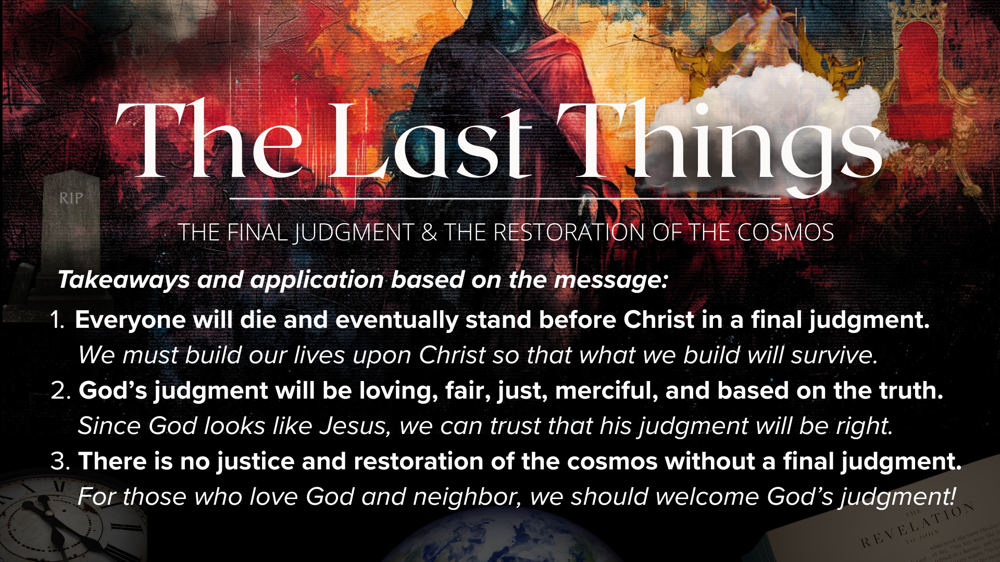 The Last Things
RIP
THE FINAL JUDGMENT & THE RESTORATION OF THE COSMOS
Takeaways and application based on the message:
1. Everyone will die and eventually stand before Christ in a final judgment.
We must build our lives upon Christ so that what we build will survive.
2. God’s judgment will be loving, fair, just, merciful, and based on the truth.
Since God looks like Jesus, we can trust that his judgment will be right.
3. There is no justice and restoration of the cosmos without a final judgment.
For those who love God and neighbor, we should welcome God’s judgment!
THE
REVELATION
TO JOHN